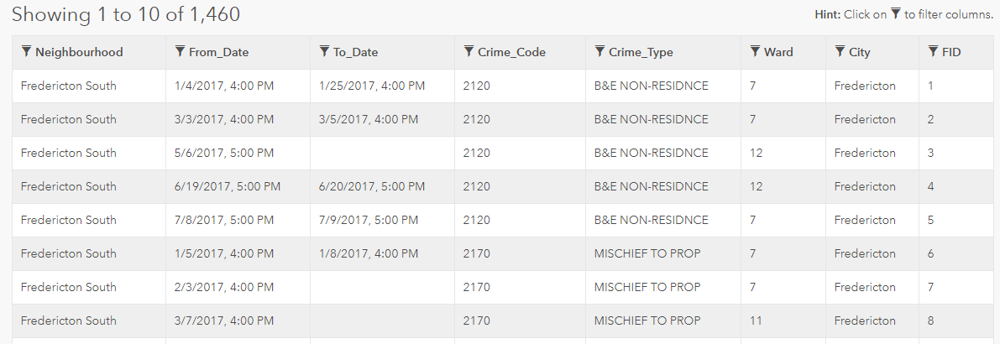 Showing 1 to 10 of 1,460
Hint: Click on to filter columns.
Neighbourhood From_Date To_Date Crime_Code Crime_Type Ward City FID
Fredericton South 1/4/2017, 4:00 PM 1/25/2017, 4:00 PM 2120 B&E NON-RESIDNCE 7 Fredericton 1
Fredericton South 3/3/2017, 4:00 PM 3/5/2017, 4:00 PM 2120 B&E NON-RESIDNCE 7 Fredericton 2
Fredericton South 5/6/2017, 5:00 PM 2120 B&E NON-RESIDNCE 12 Fredericton 3
Fredericton South 6/19/2017, 5:00 PM 6/20/2017, 5:00 PM 2120 B&E NON-RESIDNCE 12 Fredericton 4
Fredericton South 7/8/2017, 5:00 PM 7/9/2017, 5:00 PM 2120 B&E NON-RESIDNCE 7 Fredericton 5
Fredericton South 1/5/2017, 4:00 PM 1/8/2017, 4:00 PM 2170 MISCHIEF TO PROP 7 Fredericton 6
Fredericton South 2/3/2017, 4:00 PM 2170 MISCHIEF TO PROP 7 Fredericton 7
Fredericton South 3/7/2017, 4:00 PM 2170 MISCHIEF TO PROP 11 Fredericton 8